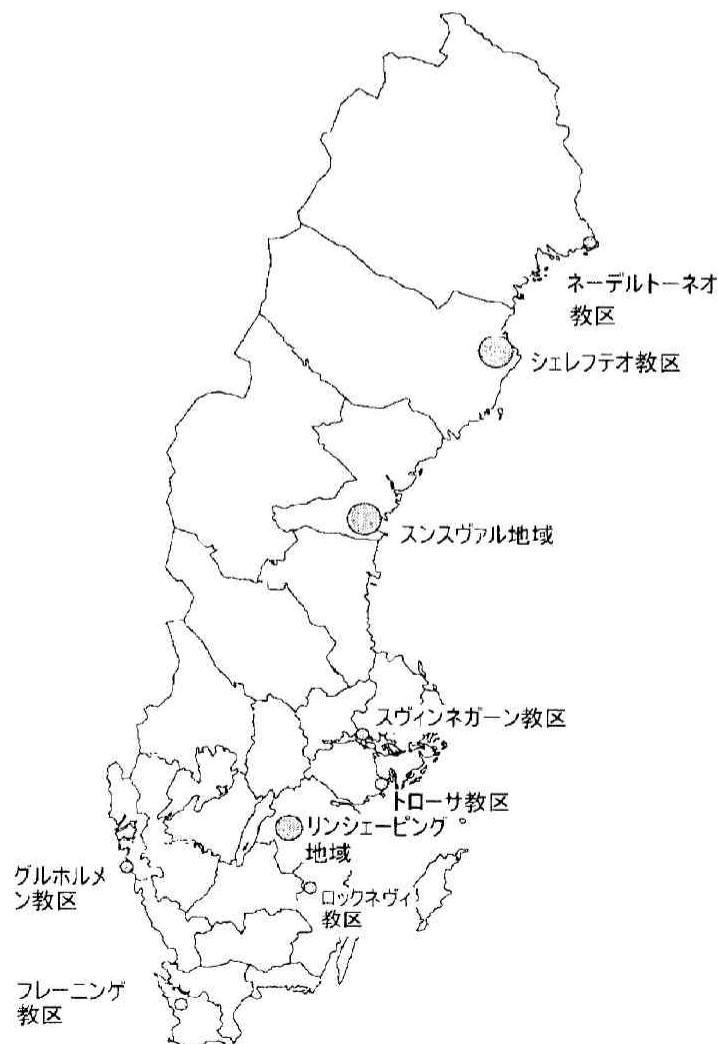 ネーデルトーネオ
教区
シェレフテオ教区
スンスヴァル地域
スヴィンネガーン教区
トローサ教区
リンシェーピング
地域
グルホルメ
ン教区
ロックネヴィ
教区
フレーニンゲ
教区